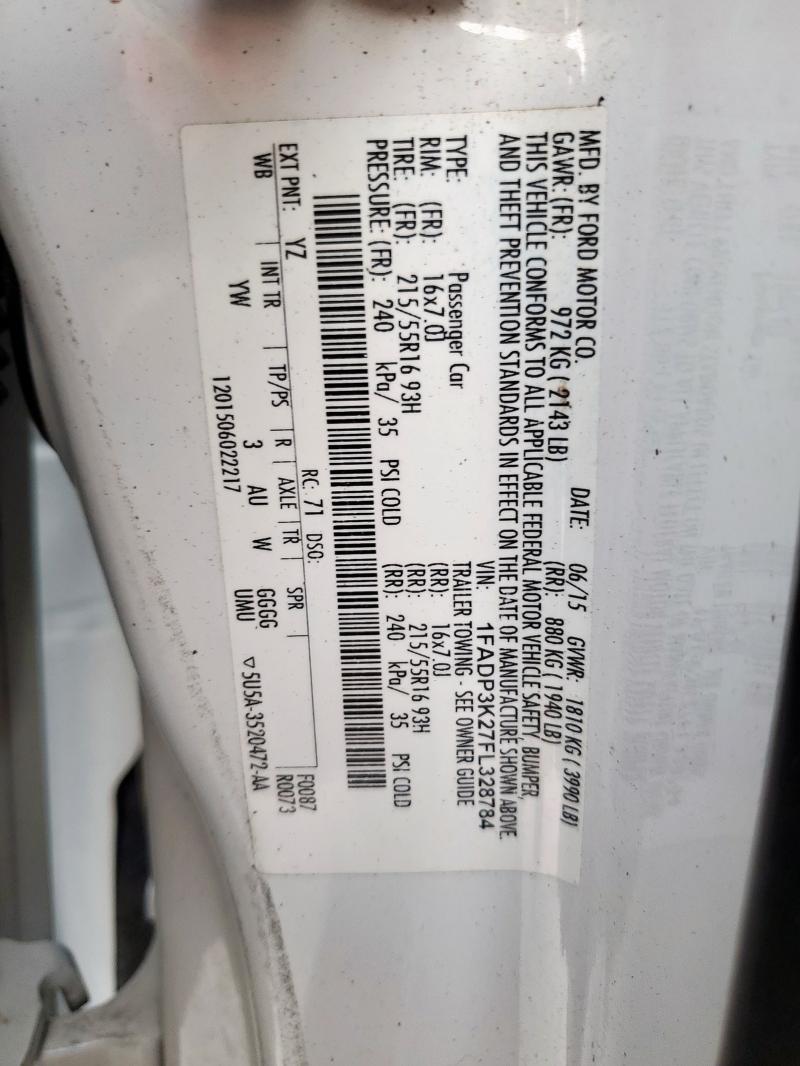 MFD. BY FORD MOTOR CO.
DATE: 06/15 GVWR: 1810 KG ( 3990 LB)
GAWR: (FR): 972 KG ( 2143 LB) (RR): 880 KG ( 1940 LB)
THIS VEHICLE CONFORMS TO ALL APPLICABLE FEDERAL MOTOR VEHICLE SAFETY, BUMPER,
AND THEFT PREVENTION STANDARDS IN EFFECT ON THE DATE OF MANUFACTURE SHOWN ABOVE.
VIN: 1FADP3K27FL328784
TYPE: Passenger Car TRAILER TOWING - SEE OWNER GUIDE
RIM: (FR): 16x7.0J (RR): 16x7.0J
TIRE: (FR): 215/55R16 93H (RR): 215/55R16 93H
PRESSURE: (FR): 240 kPa/ 35 PSI COLD (RR): 240 kPa/ 35 PSI COLD
F0087
R0073
EXT PNT: YZ RC: 71 DSO:
WB INT TR TP/PS R AXLE TR SPR
YW 3 AU W GGGG
UMU
1201506022217 ▽5U5A-3520472-AA